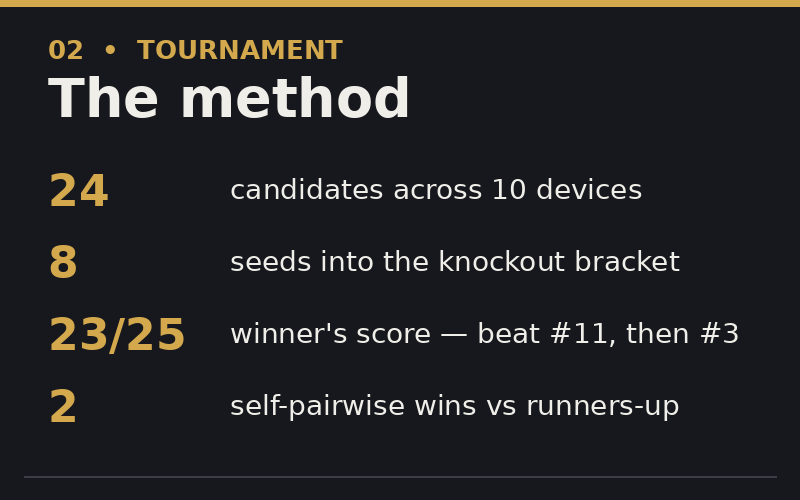 02 • TOURNAMENT
The method
24 candidates across 10 devices
8 seeds into the knockout bracket
23/25 winner's score — beat #11, then #3
2 self-pairwise wins vs runners-up